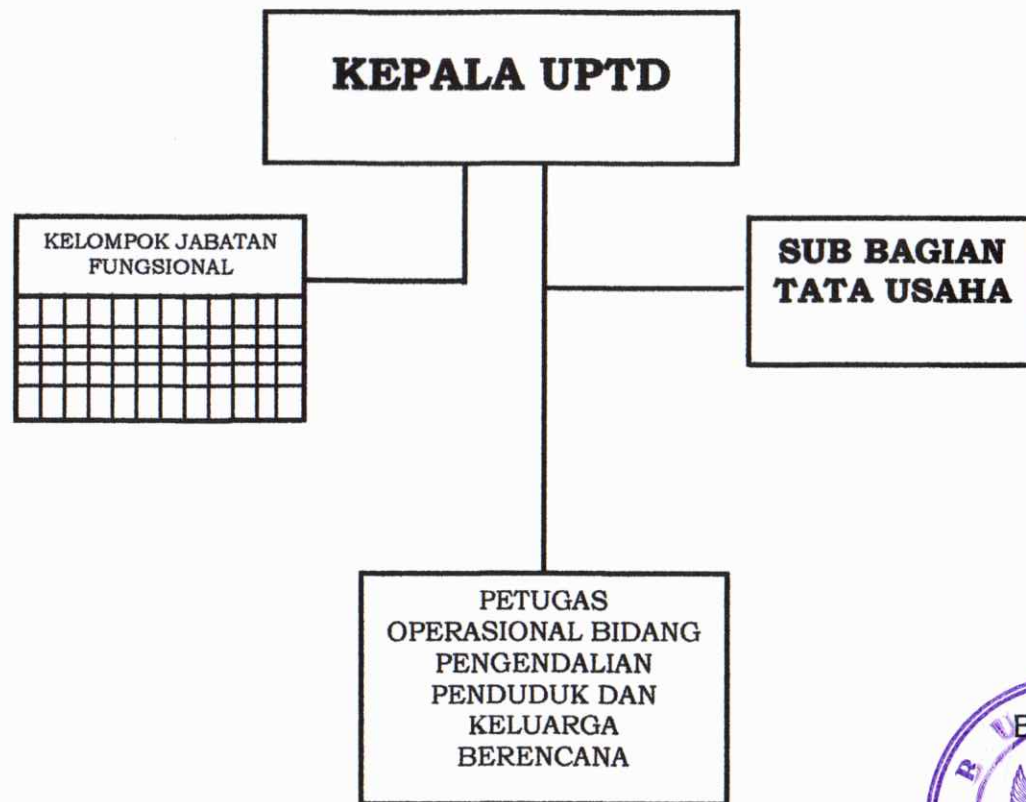 KEPALA UPTD
KELOMPOK JABATAN
FUNGSIONAL
SUB BAGIAN
TATA USAHA
PETUGAS
OPERASIONAL BIDANG
PENGENDALIAN
PENDUDUK DAN
KELUARGA
BERENCANA